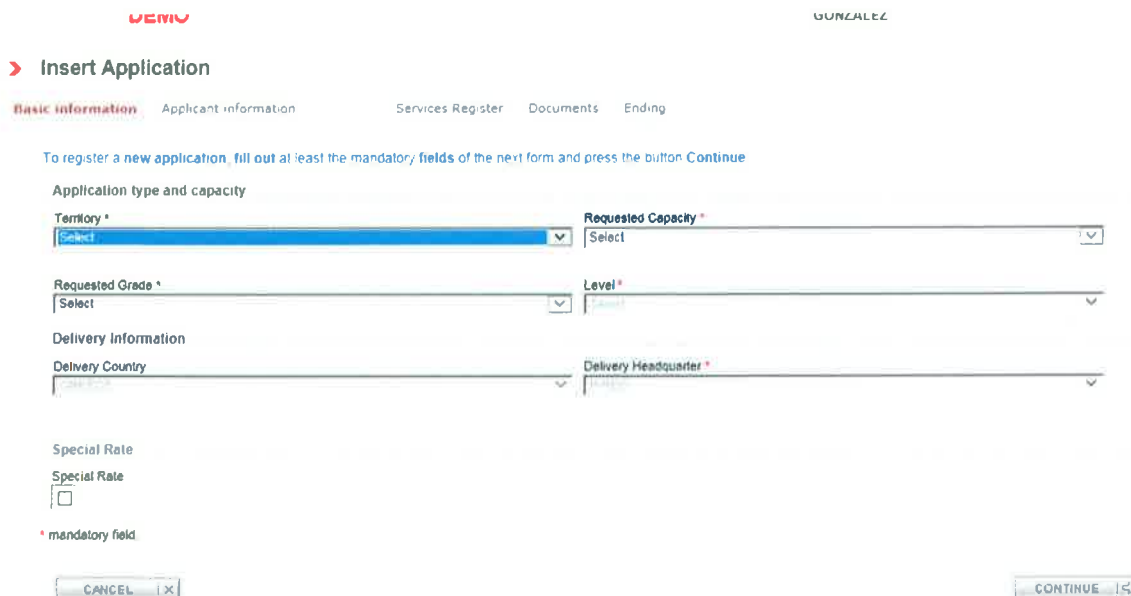 DEMO GONZALEZ
Insert Application
Basic information Applicant information Services Register Documents Ending
To register a new application, fill out at least the mandatory fields of the next form and press the button Continue
Application type and capacity
Territory * Requested Capacity *
Select Select
Requested Grade * Level *
Select Select
Delivery Information
Delivery Country Delivery Headquarter *
Special Rate
Special Rate
* mandatory field.
CANCEL CONTINUE